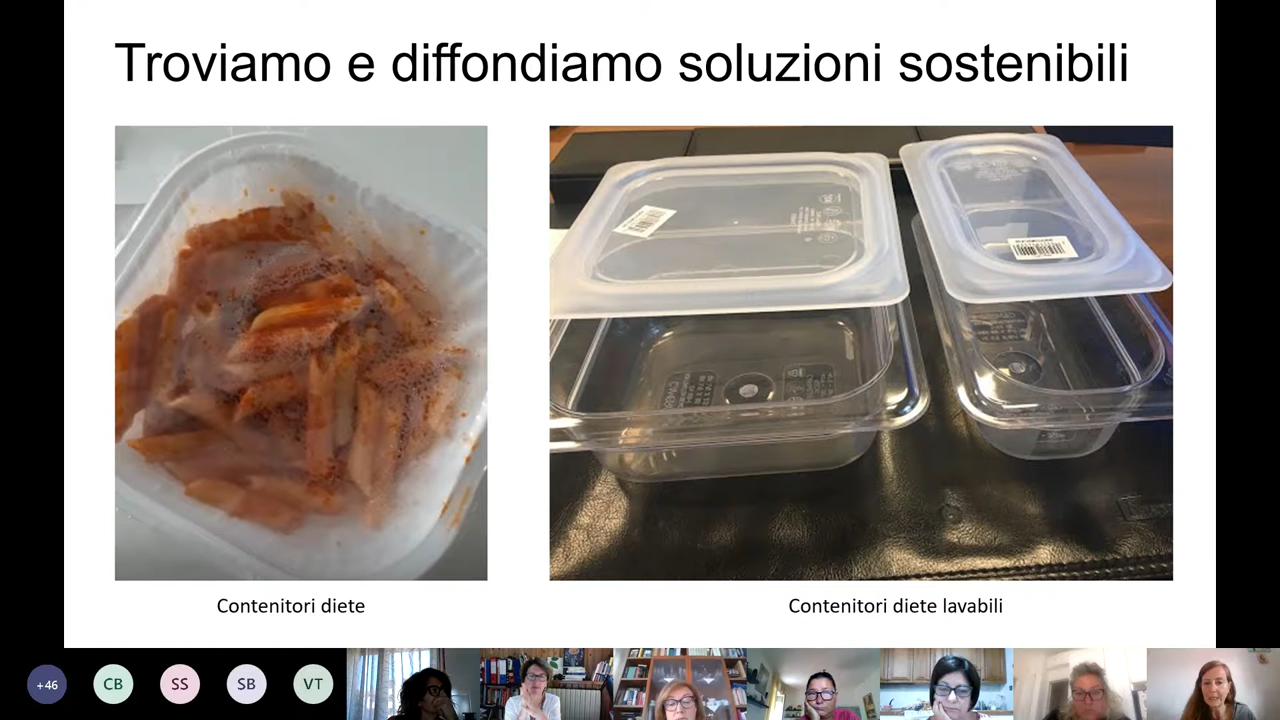 Troviamo e diffondiamo soluzioni sostenibili
Contenitori diete
Contenitori diete lavabili
+46
CB
SS
SB
VT